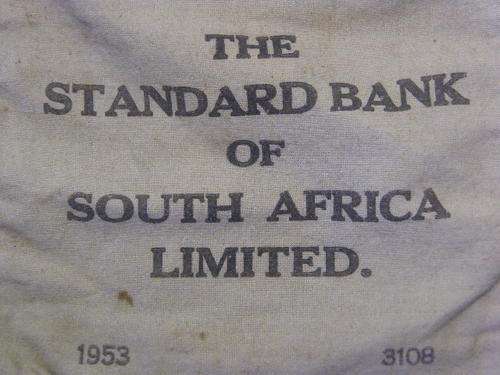 THE
STANDARD BANK
OF
SOUTH AFRICA
LIMITED.
1953 3108